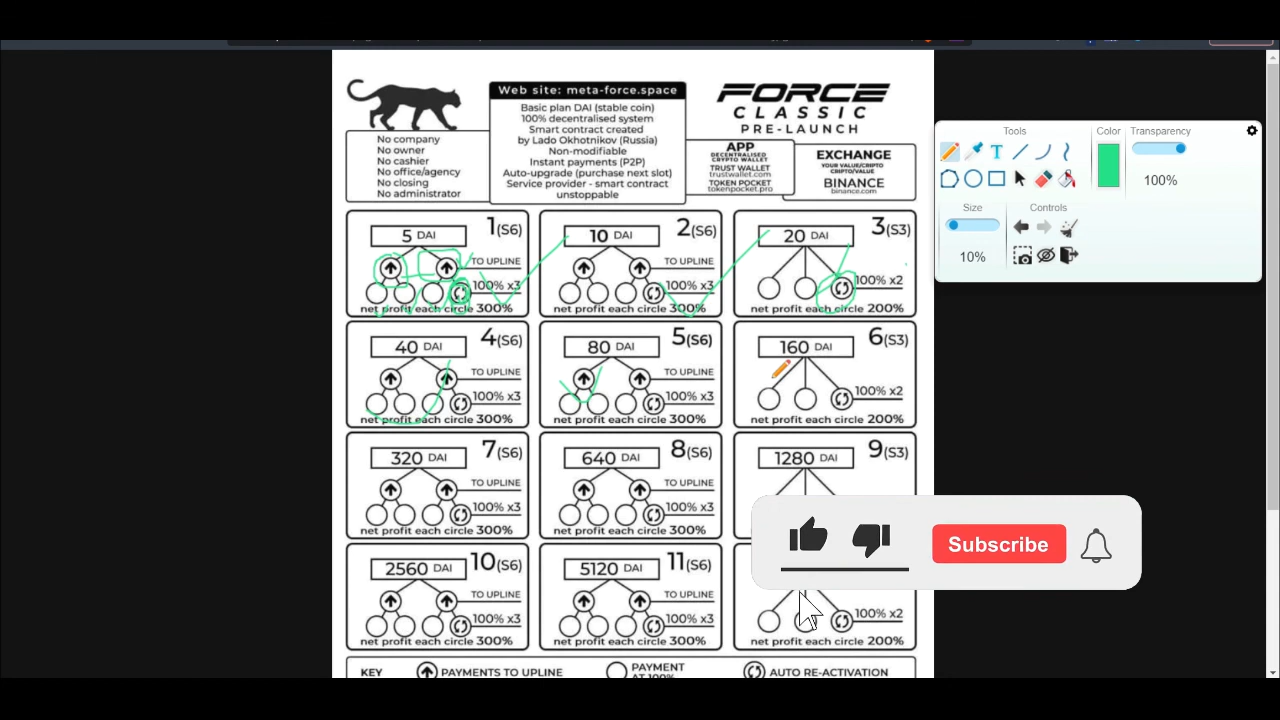 Web site: meta-force.space
Basic plan DAI (stable coin)
100% decentralised system
Smart contract created
by Lado Okhotnikov (Russia)
Non-modifiable
Instant payments (P2P)
Auto-upgrade (purchase next slot)
Service provider - smart contract
unstoppable
No company
No owner
No cashier
No office/agency
No closing
No administrator
FORCE
CLASSIC
PRE-LAUNCH
APP
DECENTRALISED
CRYPTO WALLET
TRUST WALLET
trustwallet.com
TOKEN POCKET
tokenpocket.pro
EXCHANGE
YOUR VALUE/CRIPTO
CRIPTO/VALUE
BINANCE
binance.com
Tools
Color
Transparency
100%
Size
Controls
10%
5 DAI
1(S6)
TO UPLINE
100% x3
net profit each circle 300%
10 DAI
2(S6)
TO UPLINE
100% x3
net profit each circle 300%
20 DAI
3(S3)
100% x2
net profit each circle 200%
40 DAI
4(S6)
TO UPLINE
100% x3
net profit each circle 300%
80 DAI
5(S6)
TO UPLINE
100% x3
net profit each circle 300%
160 DAI
6(S3)
100% x2
net profit each circle 200%
320 DAI
7(S6)
TO UPLINE
100% x3
net profit each circle 300%
640 DAI
8(S6)
TO UPLINE
100% x3
net profit each circle 300%
1280 DAI
9(S3)
Subscribe
2560 DAI
10(S6)
TO UPLINE
100% x3
net profit each circle 300%
5120 DAI
11(S6)
TO UPLINE
100% x3
net profit each circle 300%
100% x2
net profit each circle 200%
KEY
PAYMENTS TO UPLINE
PAYMENT
AT 100%
AUTO RE-ACTIVATION